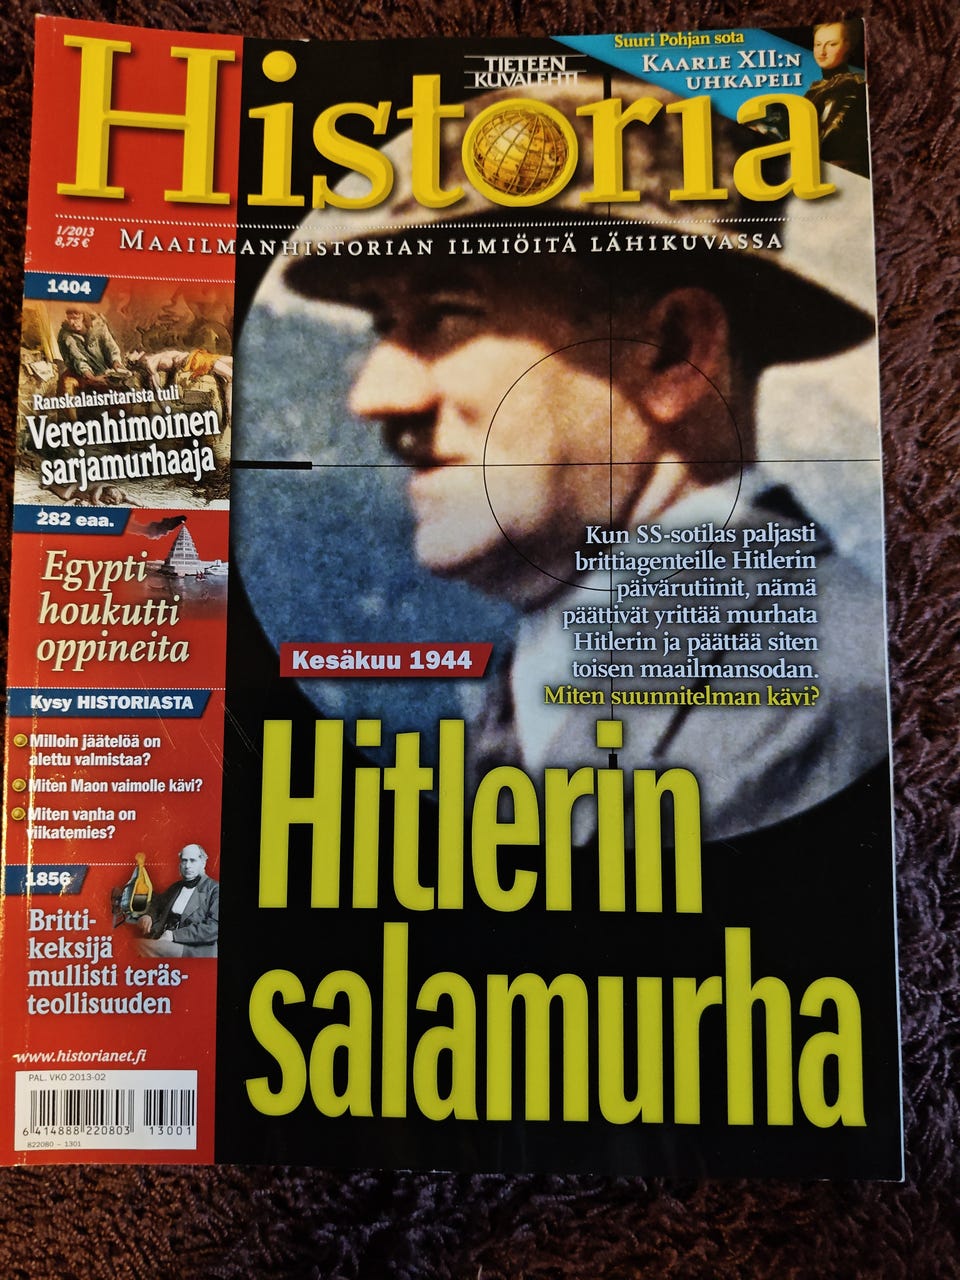 Suuri Pohjan sota
KAARLE XII:N
UHKAPELI
TIETEEN
KUVALEHTI
Historia
1/2013
8,75 €
MAAILMANHISTORIAN ILMIÖITÄ LÄHIKUVASSA
1404
Ranskalaisritarista tuli
Verenhimoinen
sarjamurhaaja
282 eaa.
Egypti
houkutti
oppineita
Kysy HISTORIASTA
Milloin jäätelöä on
alettu valmistaa?
Miten Maon vaimolle kävi?
Miten vanha on
viikatemies?
1856
Britti-
keksijä
mullisti teräs-
teollisuuden
www.historianet.fi
PAL. VKO 2013-02
6 414888 220803 13001
822080 – 1301
Kun SS-sotilas paljasti
brittiagenteille Hitlerin
päivärutiinit, nämä
päättivät yrittää murhata
Hitlerin ja päättää siten
toisen maailmansodan.
Miten suunnitelman kävi?
Kesäkuu 1944
Hitlerin
salamurha